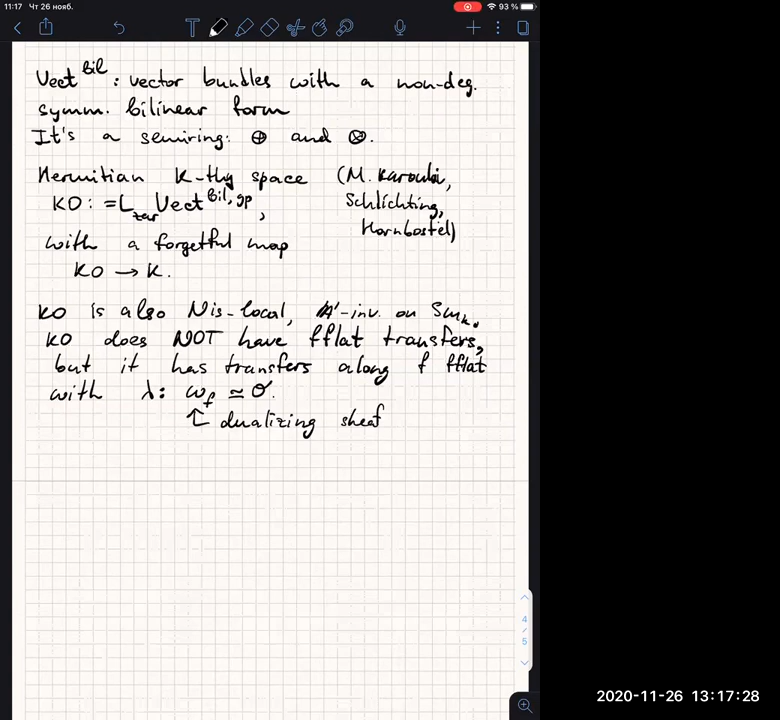 11:17 Чт 26 нояб.
93 %
Vect^bil : vector bundles with a non-deg.
symm. bilinear form
It's a semiring: ⊕ and ⊗.
Hermitian K-thy space (M. Karoubi,
KO := L_zar Vect^bil,gp, Schlichting,
Hornbostel)
with a forgetful map
KO → K.
KO is also Nis-local, A¹-inv. on Sm_k.
KO does NOT have fflat transfers,
but it has transfers along f fflat
with λ: ω_f ≃ O.
↑ dualizing sheaf
4
/
5
2020-11-26 13:17:28